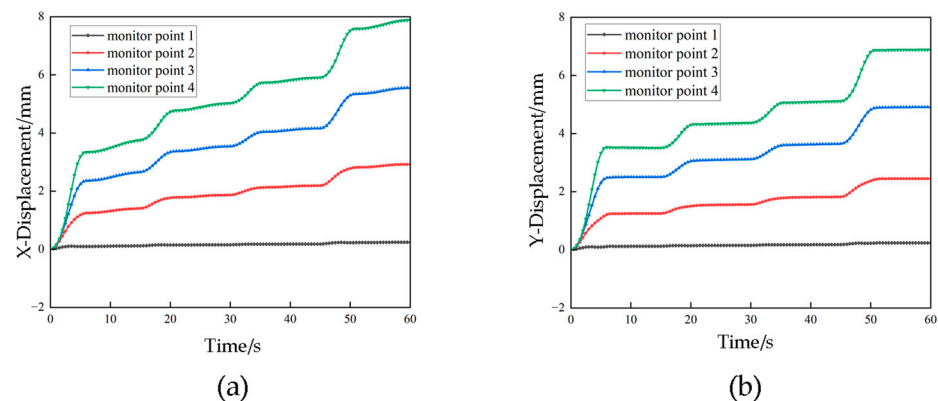 8
6
4
2
0
−2
X-Displacement/mm
monitor point 1
monitor point 2
monitor point 3
monitor point 4
0 10 20 30 40 50 60
Time/s
(a)
8
6
4
2
0
−2
Y-Displacement/mm
monitor point 1
monitor point 2
monitor point 3
monitor point 4
0 10 20 30 40 50 60
Time/s
(b)